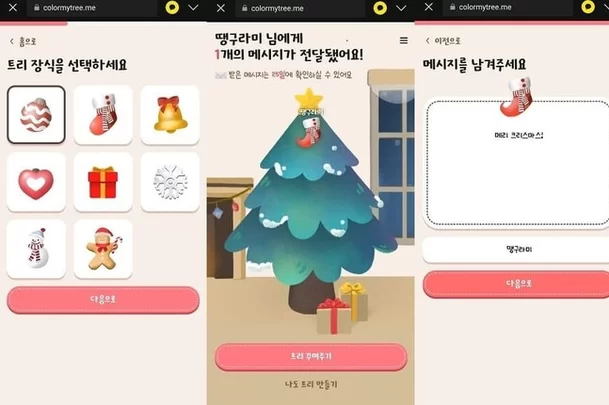 colormytree.me
홈으로
트리 장식을 선택하세요
다음으로
colormytree.me
땡구라미 님에게
1개의 메시지가 전달됐어요!
받은 메시지는 25일에 확인하실 수 있어요
땡구라미
트리 꾸며주기
나도 트리 만들기
colormytree.me
이전으로
메시지를 남겨주세요
메리 크리스마스
땡구라미
다음으로